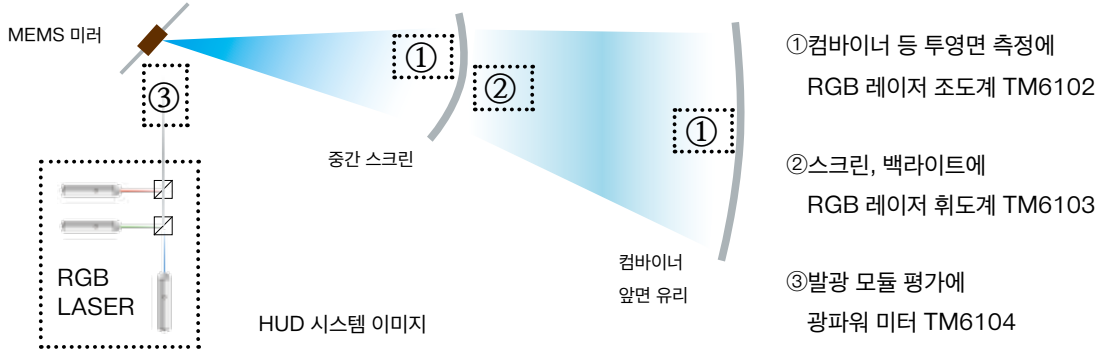 MEMS 미러
③
①
②
①
중간 스크린
RGB
LASER
HUD 시스템 이미지
컴바이너
앞면 유리
①컴바이너 등 투영면 측정에
RGB 레이저 조도계 TM6102
②스크린, 백라이트에
RGB 레이저 휘도계 TM6103
③발광 모듈 평가에
광파워 미터 TM6104